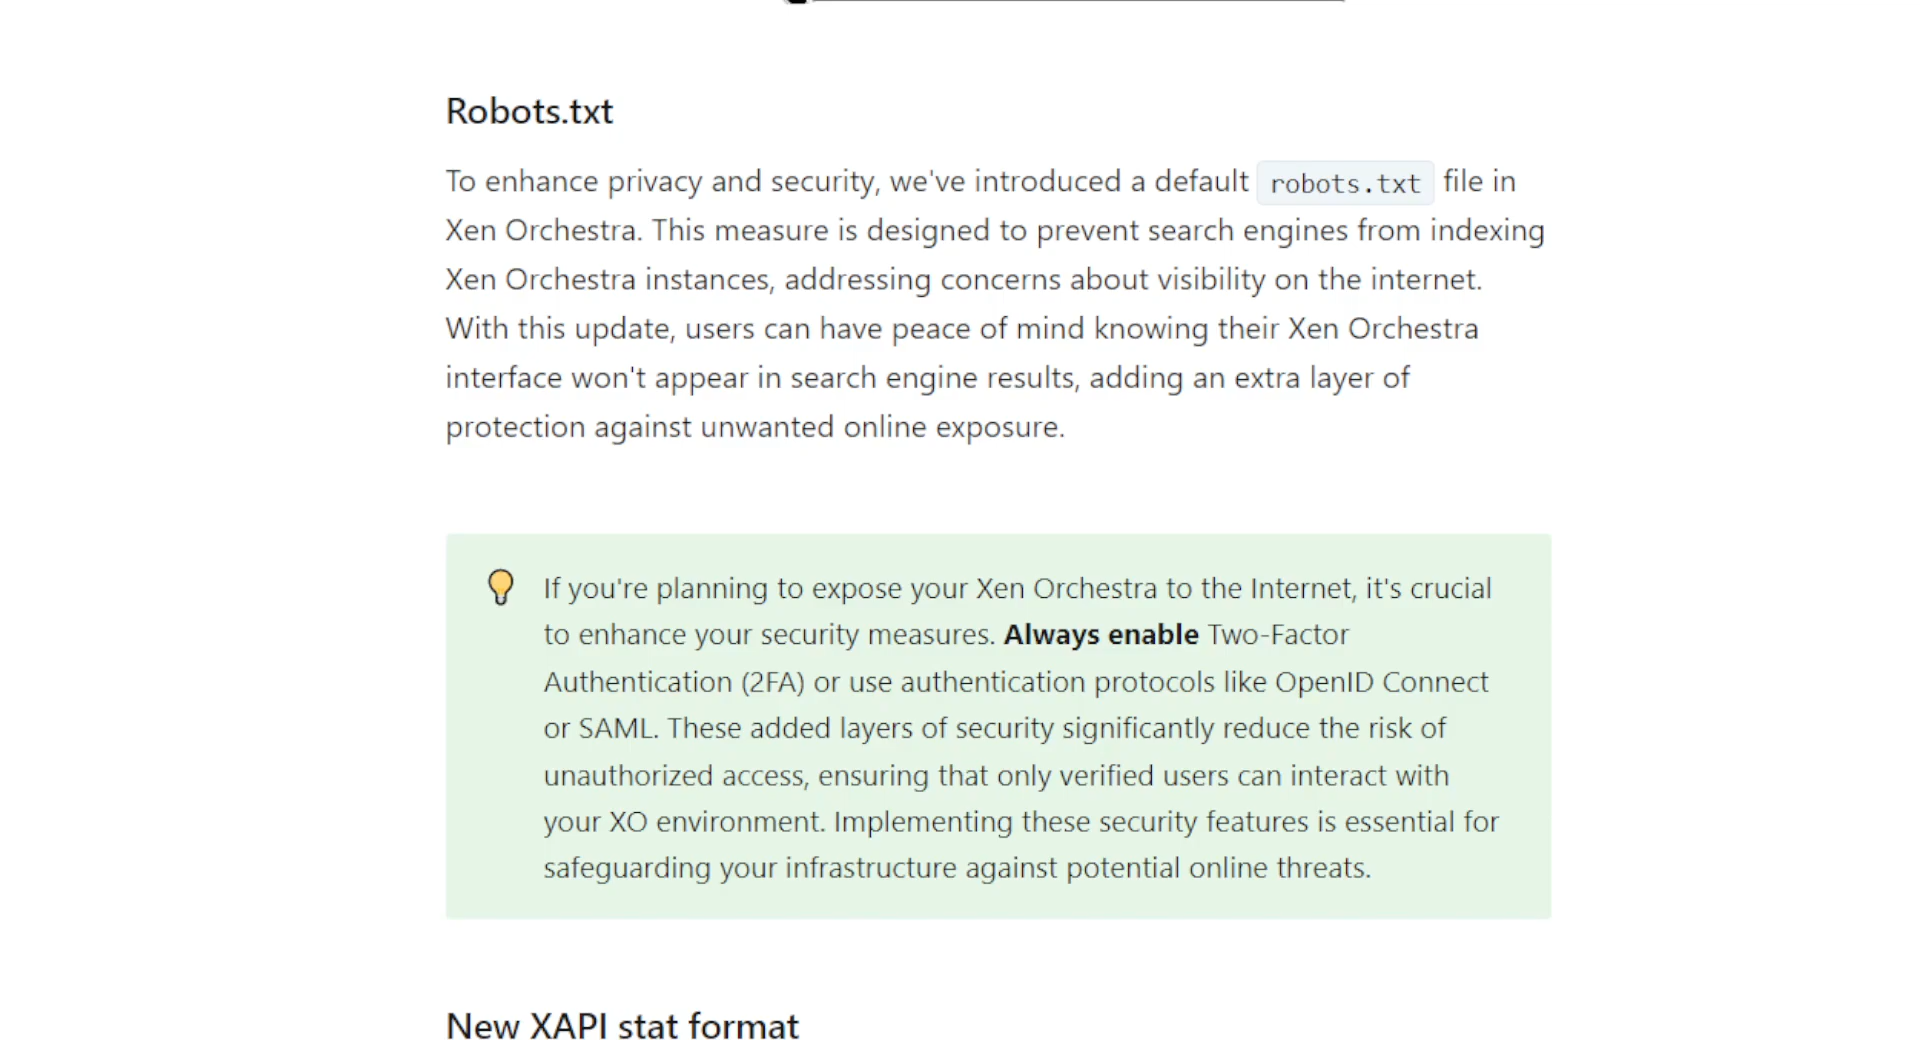 Robots.txt
To enhance privacy and security, we've introduced a default robots.txt file in
Xen Orchestra. This measure is designed to prevent search engines from indexing
Xen Orchestra instances, addressing concerns about visibility on the internet.
With this update, users can have peace of mind knowing their Xen Orchestra
interface won't appear in search engine results, adding an extra layer of
protection against unwanted online exposure.
If you're planning to expose your Xen Orchestra to the Internet, it's crucial
to enhance your security measures. Always enable Two-Factor
Authentication (2FA) or use authentication protocols like OpenID Connect
or SAML. These added layers of security significantly reduce the risk of
unauthorized access, ensuring that only verified users can interact with
your XO environment. Implementing these security features is essential for
safeguarding your infrastructure against potential online threats.
New XAPI stat format